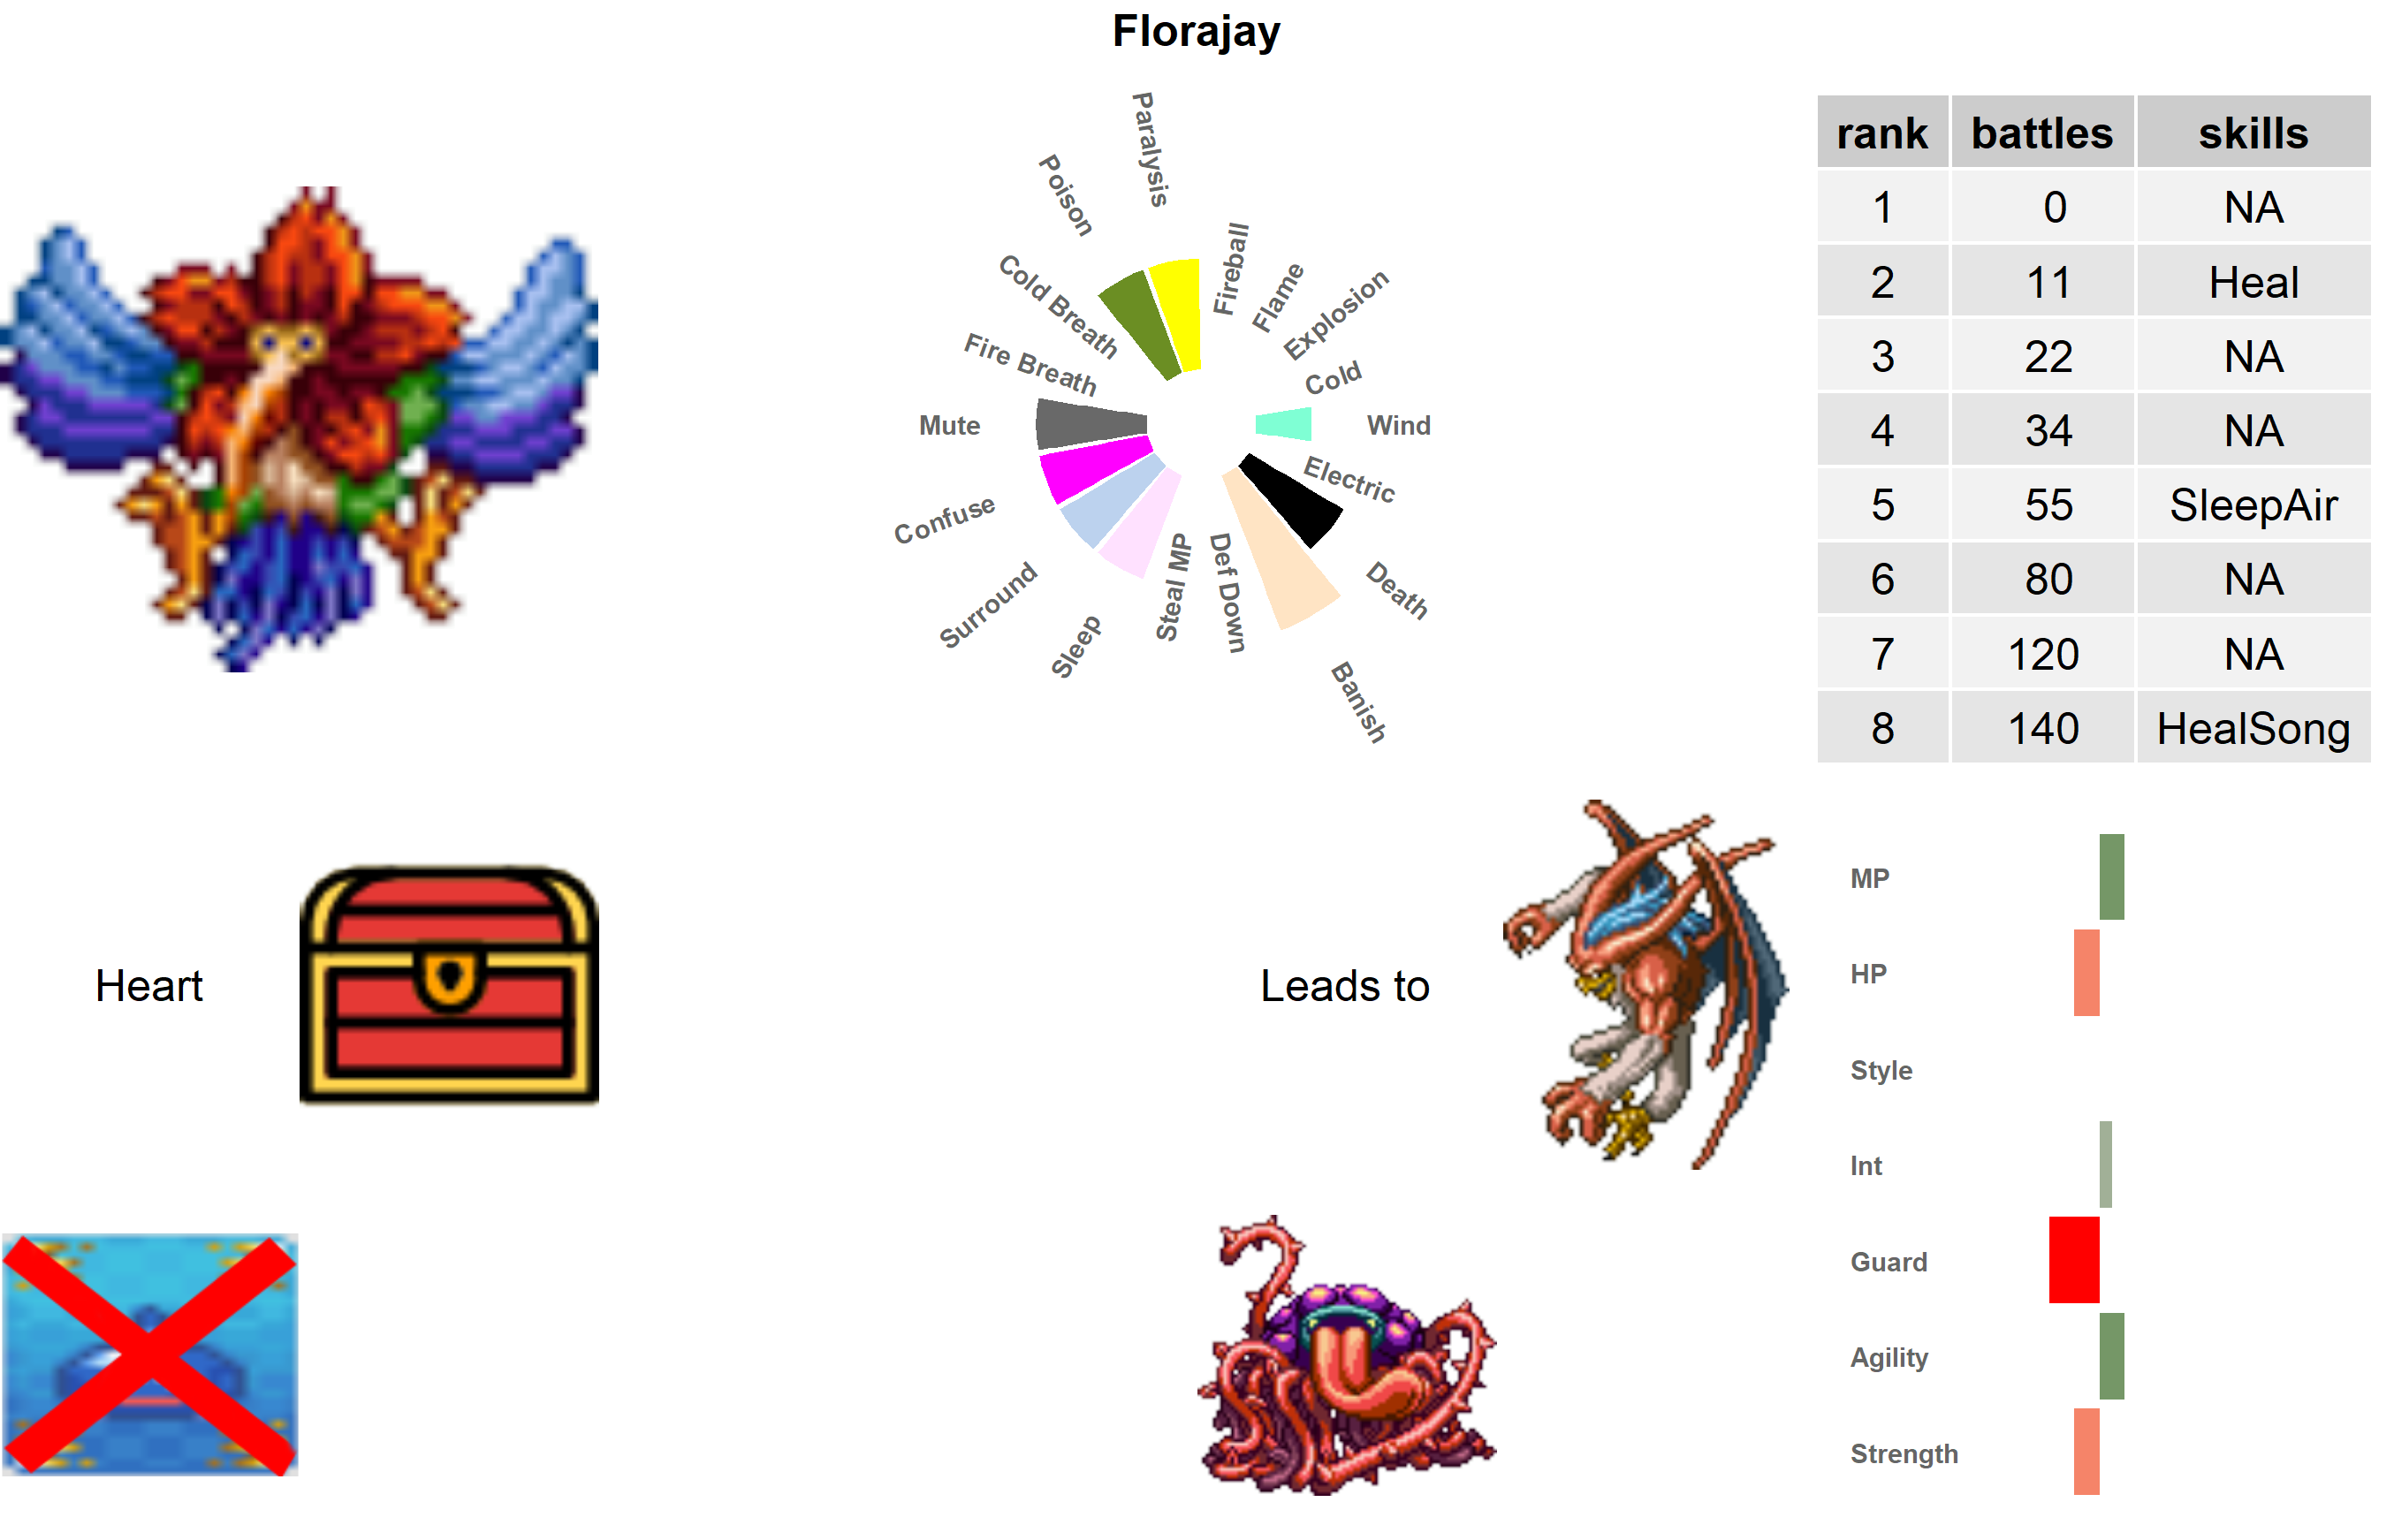 Florajay
Paralysis
Poison
Cold Breath
Fire Breath
Mute
Confuse
Surround
Sleep
Steal MP
Def Down
Banish
Death
Electric
Wind
Cold
Explosion
Flame
Fireball
rank battles skills
1 0 NA
2 11 Heal
3 22 NA
4 34 NA
5 55 SleepAir
6 80 NA
7 120 NA
8 140 HealSong
Heart
Leads to
MP
HP
Style
Int
Guard
Agility
Strength